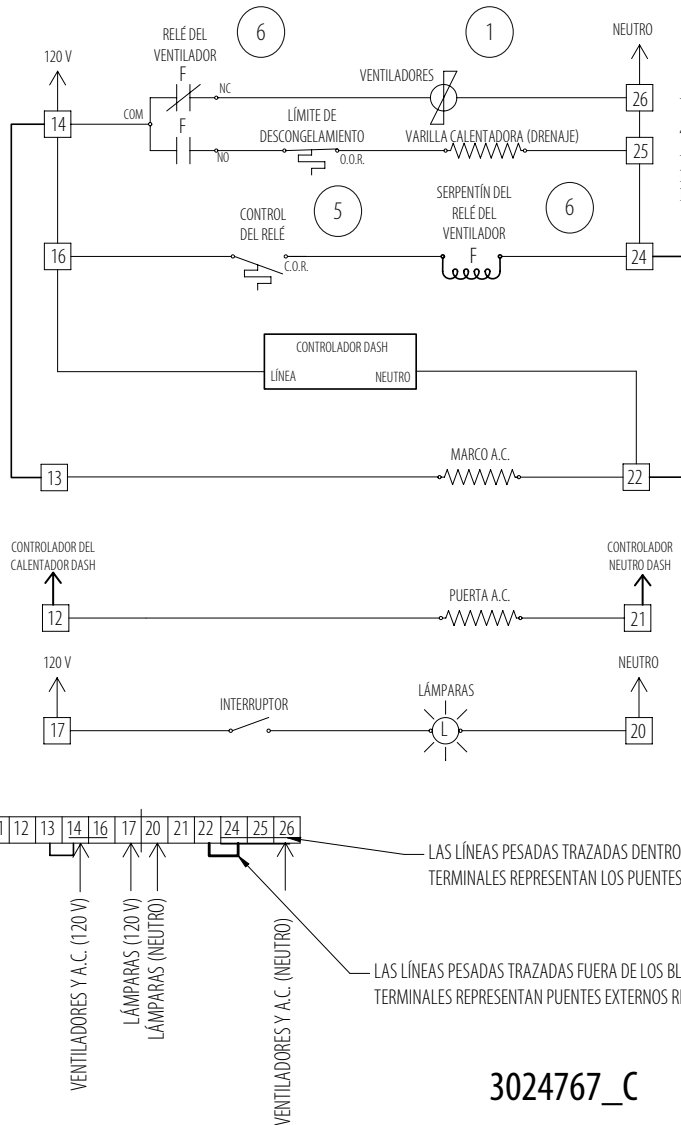 RELÉ DEL
VENTILADOR
6
1
NEUTRO
120 V
F
NC
VENTILADORES
26
14
COM
F
LÍMITE DE
DESCONGELAMIENTO
VARILLA CALENTADORA (DRENAJE)
NO
O.O.R.
25
CONTROL
DEL RELÉ
5
SERPENTÍN DEL
RELÉ DEL
VENTILADOR
6
F
16
C.O.R.
24
CONTROLADOR DASH
LÍNEA NEUTRO
MARCO A.C.
13
22
CONTROLADOR DEL
CALENTADOR DASH
CONTROLADOR
NEUTRO DASH
PUERTA A.C.
12
21
120 V
NEUTRO
INTERRUPTOR
LÁMPARAS
17
L
20
1 12 13 14 16 17 20 21 22 24 25 26
LAS LÍNEAS PESADAS TRAZADAS DENTRO
TERMINALES REPRESENTAN LOS PUENTES
VENTILADORES Y A.C. (120 V)
LÁMPARAS (120 V)
LÁMPARAS (NEUTRO)
VENTILADORES Y A.C. (NEUTRO)
LAS LÍNEAS PESADAS TRAZADAS FUERA DE LOS BL
TERMINALES REPRESENTAN PUENTES EXTERNOS R
3024767_C